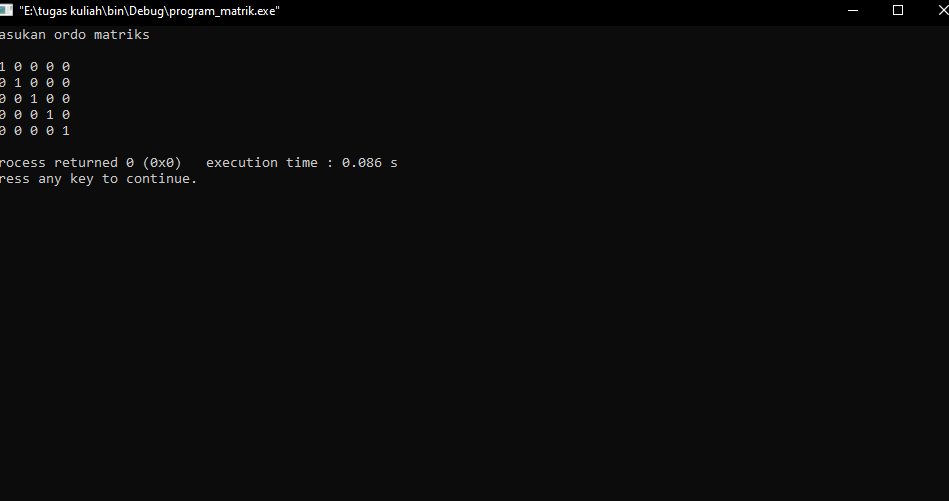 "E:\tugas kuliah\bin\Debug\program_matrik.exe"
asukan ordo matriks
1 0 0 0 0
0 1 0 0 0
0 0 1 0 0
0 0 0 1 0
0 0 0 0 1
rocess returned 0 (0x0)   execution time : 0.086 s
ress any key to continue.